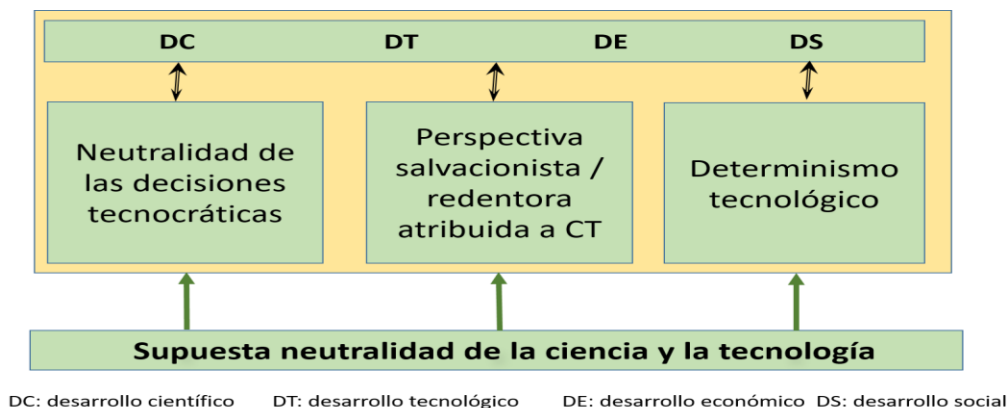 DC DT DE DS
Neutralidad de
las decisiones
tecnocráticas
Perspectiva
salvacionista /
redentora
atribuida a CT
Determinismo
tecnológico
Supuesta neutralidad de la ciencia y la tecnología
DC: desarrollo científico DT: desarrollo tecnológico DE: desarrollo económico DS: desarrollo social